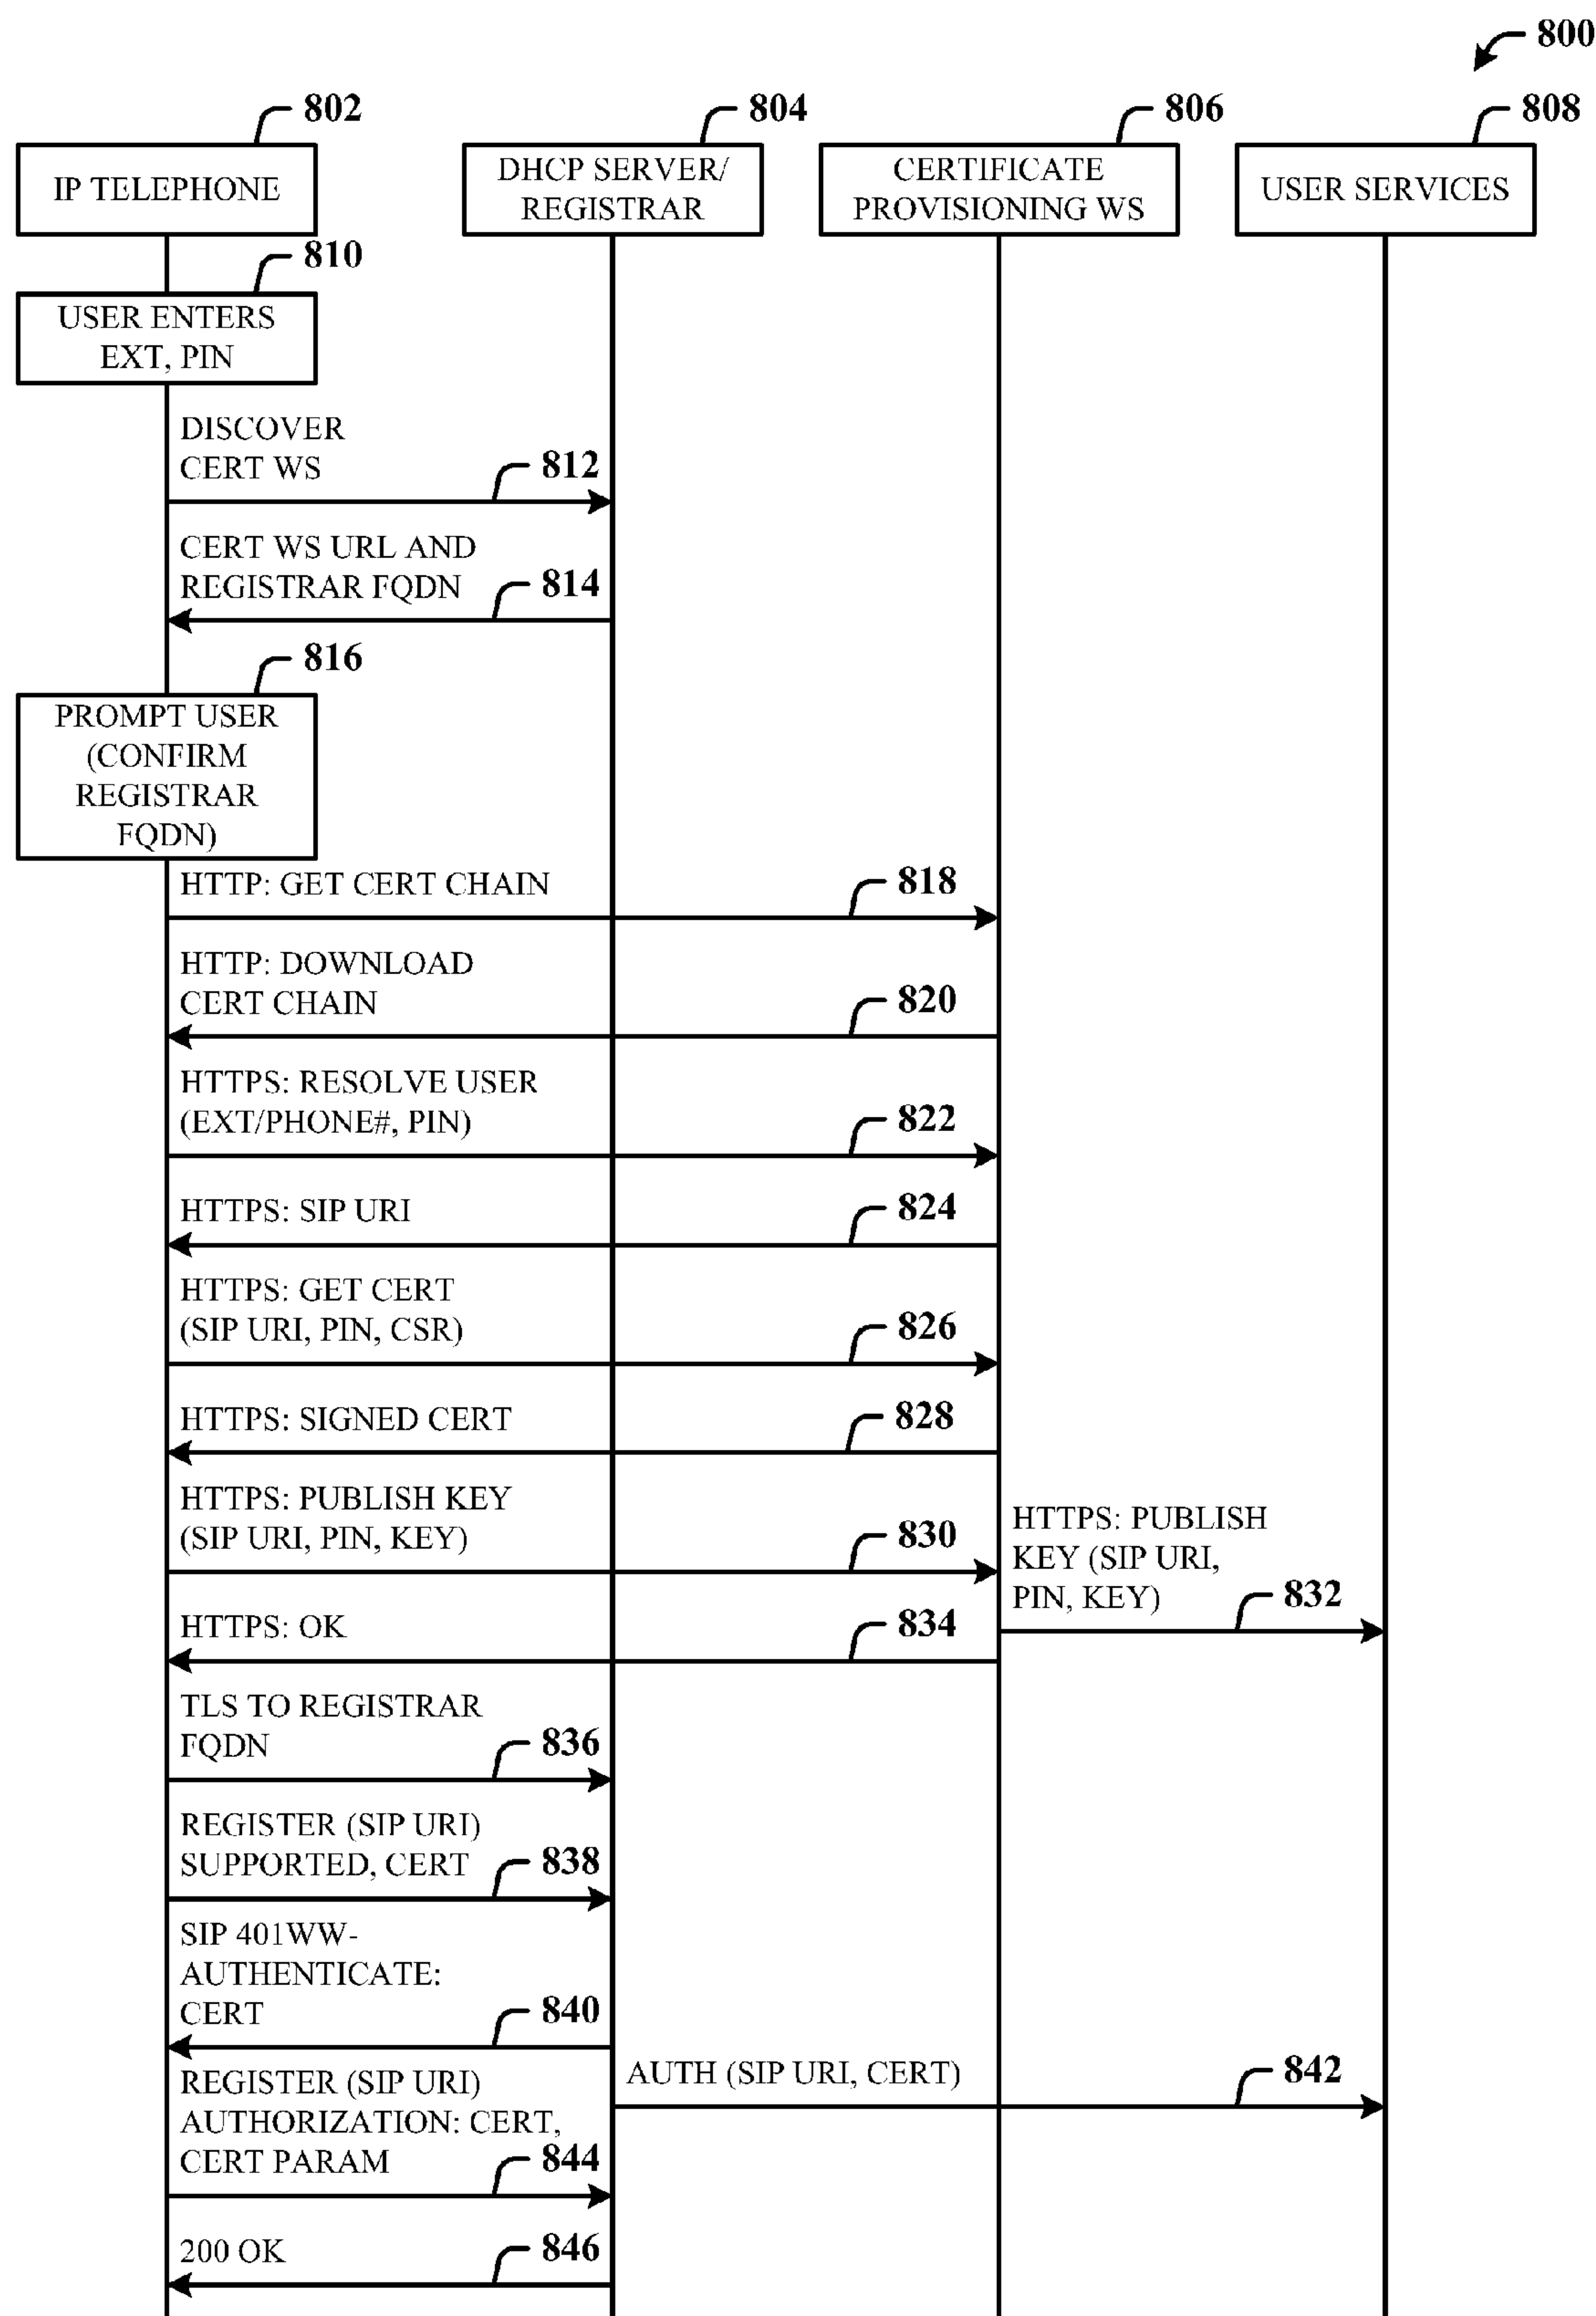 800
802
804
806
808
IP TELEPHONE
DHCP SERVER/
REGISTRAR
CERTIFICATE
PROVISIONING WS
USER SERVICES
810
USER ENTERS
EXT, PIN
DISCOVER
CERT WS
812
CERT WS URL AND
REGISTRAR FQDN
814
816
PROMPT USER
(CONFIRM
REGISTRAR
FQDN)
HTTP: GET CERT CHAIN
818
HTTP: DOWNLOAD
CERT CHAIN
820
HTTPS: RESOLVE USER
(EXT/PHONE#, PIN)
822
HTTPS: SIP URI
824
HTTPS: GET CERT
(SIP URI, PIN, CSR)
826
HTTPS: SIGNED CERT
828
HTTPS: PUBLISH KEY
(SIP URI, PIN, KEY)
830
HTTPS: PUBLISH
KEY (SIP URI,
PIN, KEY)
832
HTTPS: OK
834
TLS TO REGISTRAR
FQDN
836
REGISTER (SIP URI)
SUPPORTED, CERT
838
SIP 401WW-
AUTHENTICATE:
CERT
840
AUTH (SIP URI, CERT)
842
REGISTER (SIP URI)
AUTHORIZATION: CERT,
CERT PARAM
844
200 OK
846